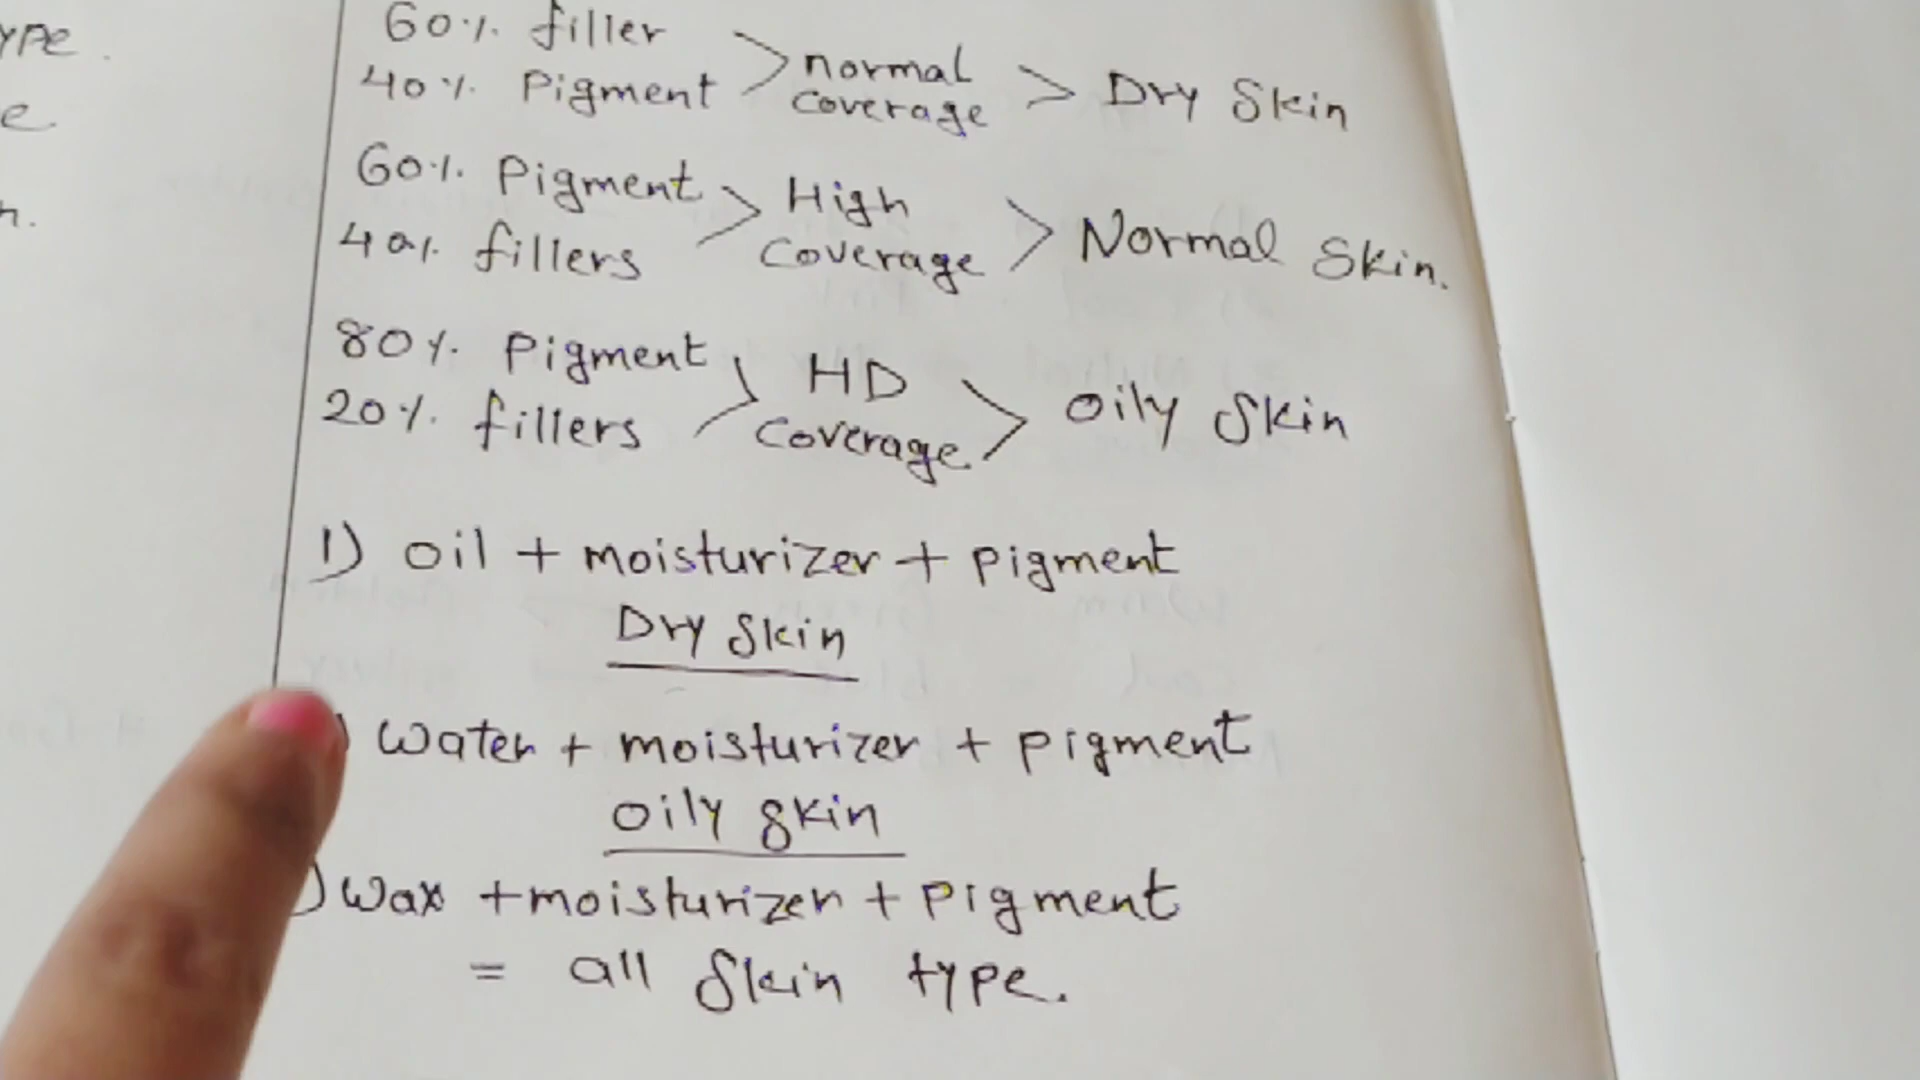 ype.
60% filler
40% Pigment > normal coverage > Dry Skin
60% Pigment
40% fillers > High coverage > Normal Skin.
80% Pigment
20% fillers > HD coverage > oily Skin
1) oil + moisturizer + pigment
Dry Skin
) water + moisturizer + pigment
oily skin
) wax + moisturizer + pigment
= all Skin type.